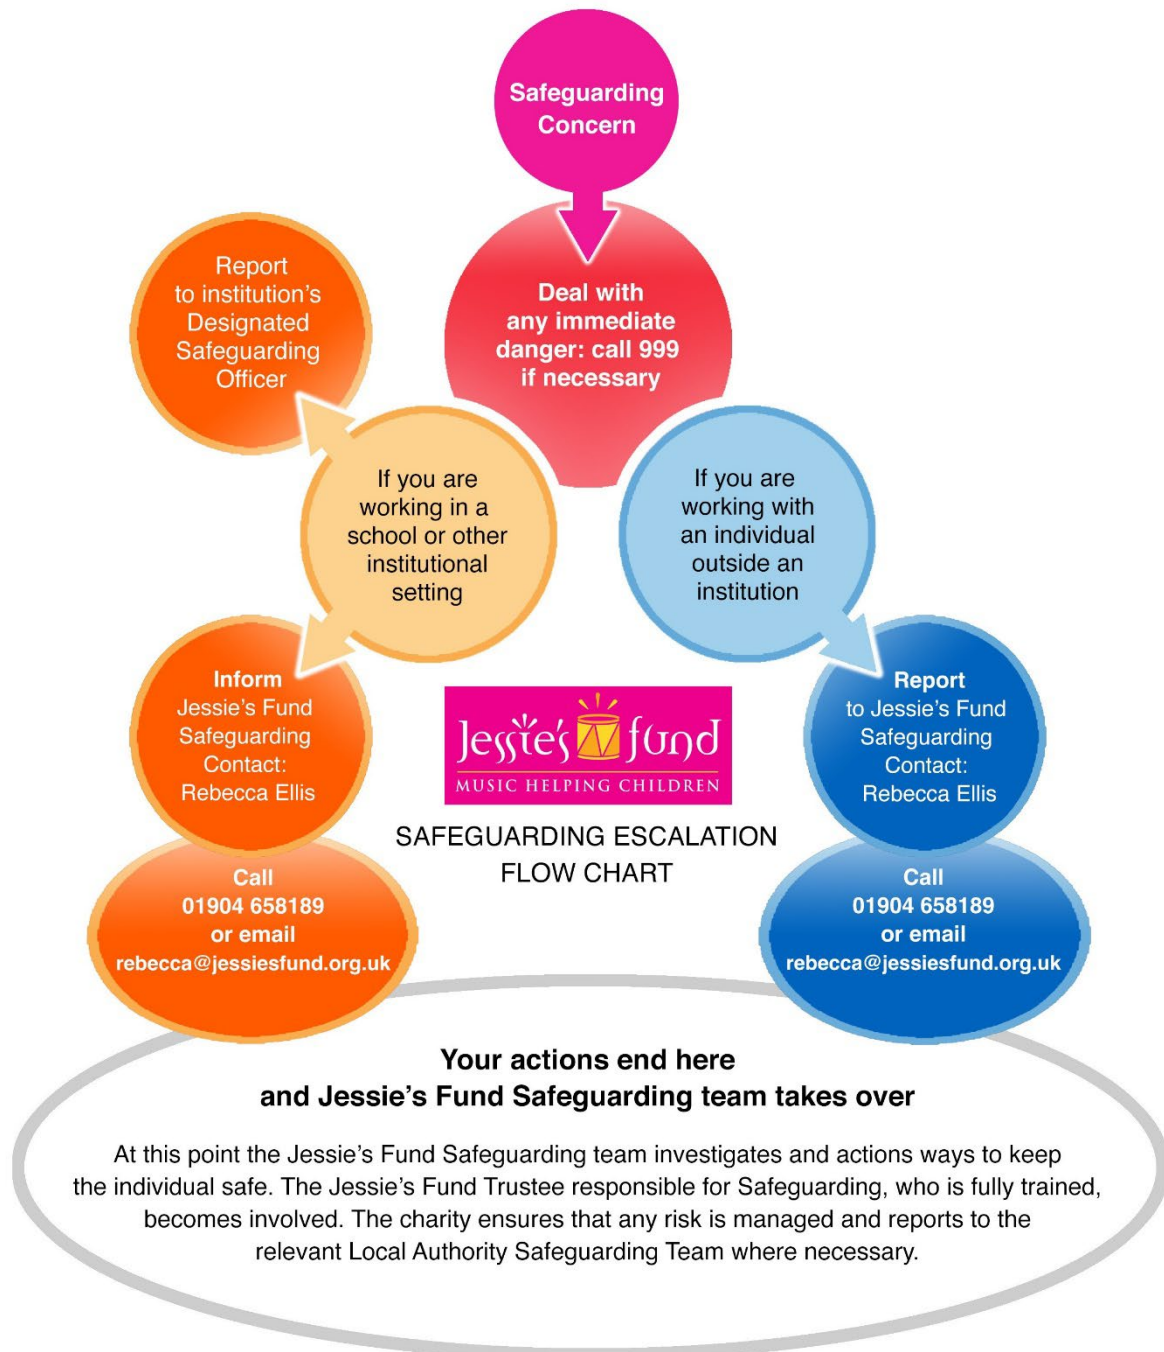 Safeguarding
Concern
Deal with
any immediate
danger: call 999
if necessary
Report
to institution’s
Designated
Safeguarding
Officer
If you are
working in a
school or other
institutional
setting
If you are
working with
an individual
outside an
institution
Inform
Jessie’s Fund
Safeguarding
Contact:
Rebecca Ellis
Report
to Jessie’s Fund
Safeguarding
Contact:
Rebecca Ellis
Jessie’s fund
MUSIC HELPING CHILDREN
SAFEGUARDING ESCALATION
FLOW CHART
Call
01904 658189
or email
rebecca@jessiesfund.org.uk
Call
01904 658189
or email
rebecca@jessiesfund.org.uk
Your actions end here
and Jessie’s Fund Safeguarding team takes over
At this point the Jessie’s Fund Safeguarding team investigates and actions ways to keep
the individual safe. The Jessie’s Fund Trustee responsible for Safeguarding, who is fully trained,
becomes involved. The charity ensures that any risk is managed and reports to the
relevant Local Authority Safeguarding Team where necessary.